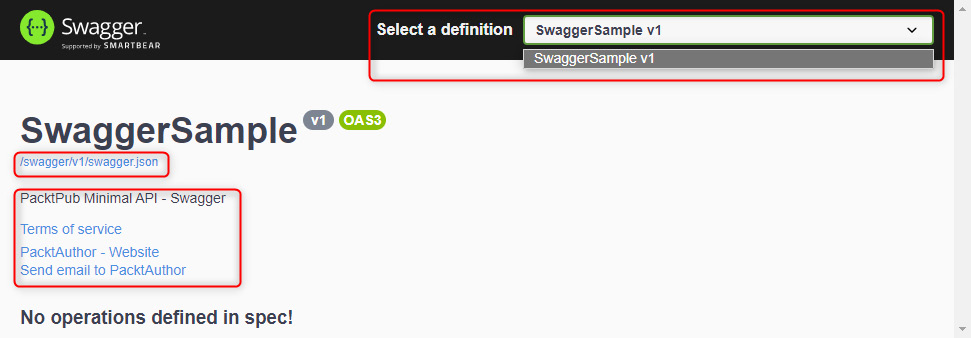 Swagger
Supported by SMARTBEAR
Select a definition
SwaggerSample v1
SwaggerSample v1
SwaggerSample v1 OAS3
/swagger/v1/swagger.json
PacktPub Minimal API - Swagger
Terms of service
PacktAuthor - Website
Send email to PacktAuthor
No operations defined in spec!